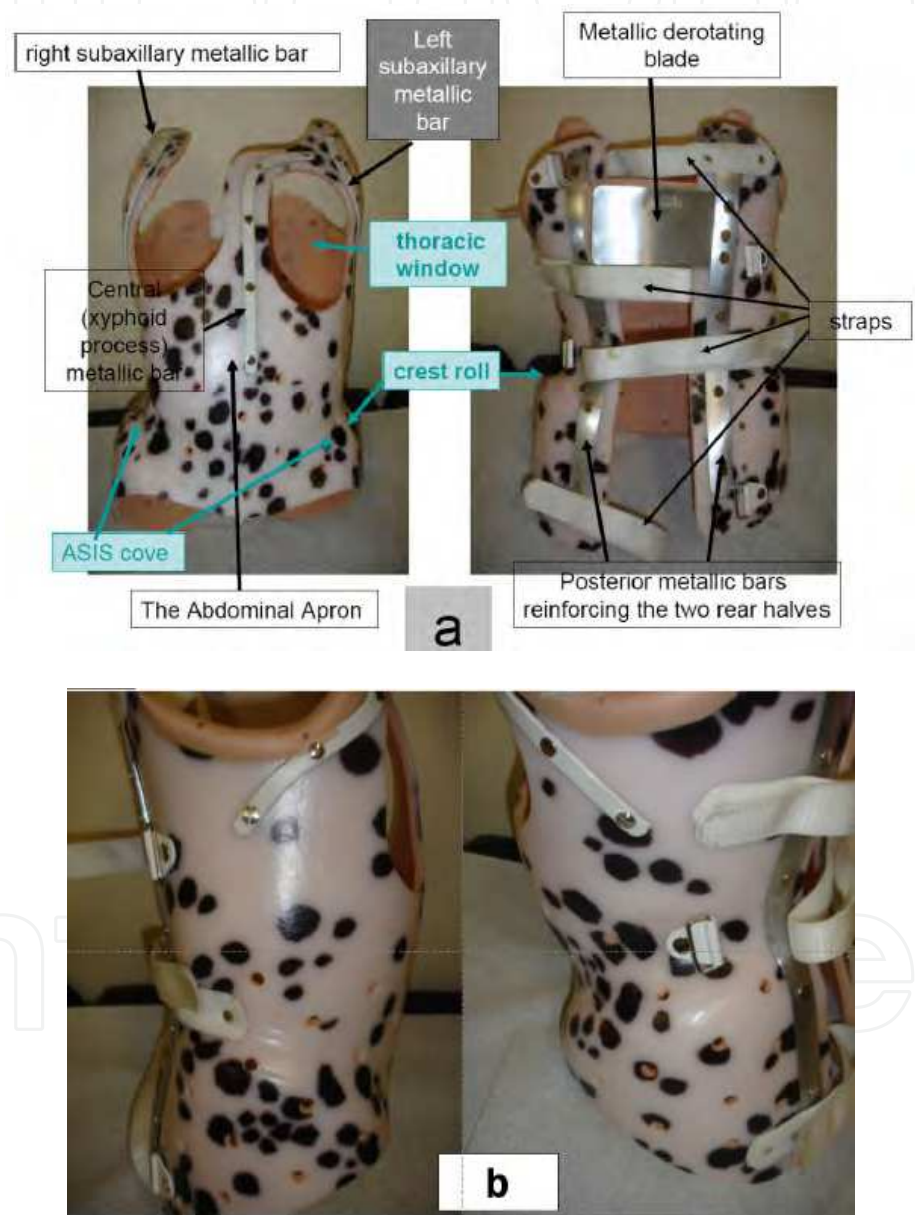 right subaxillary metallic bar
Left
subaxillary
metallic
bar
Metallic derotating
blade
thoracic
window
Central
(xyphoid
process)
metallic bar
straps
crest roll
ASIS cove
The Abdominal Apron
Posterior metallic bars
reinforcing the two rear halves
a
b